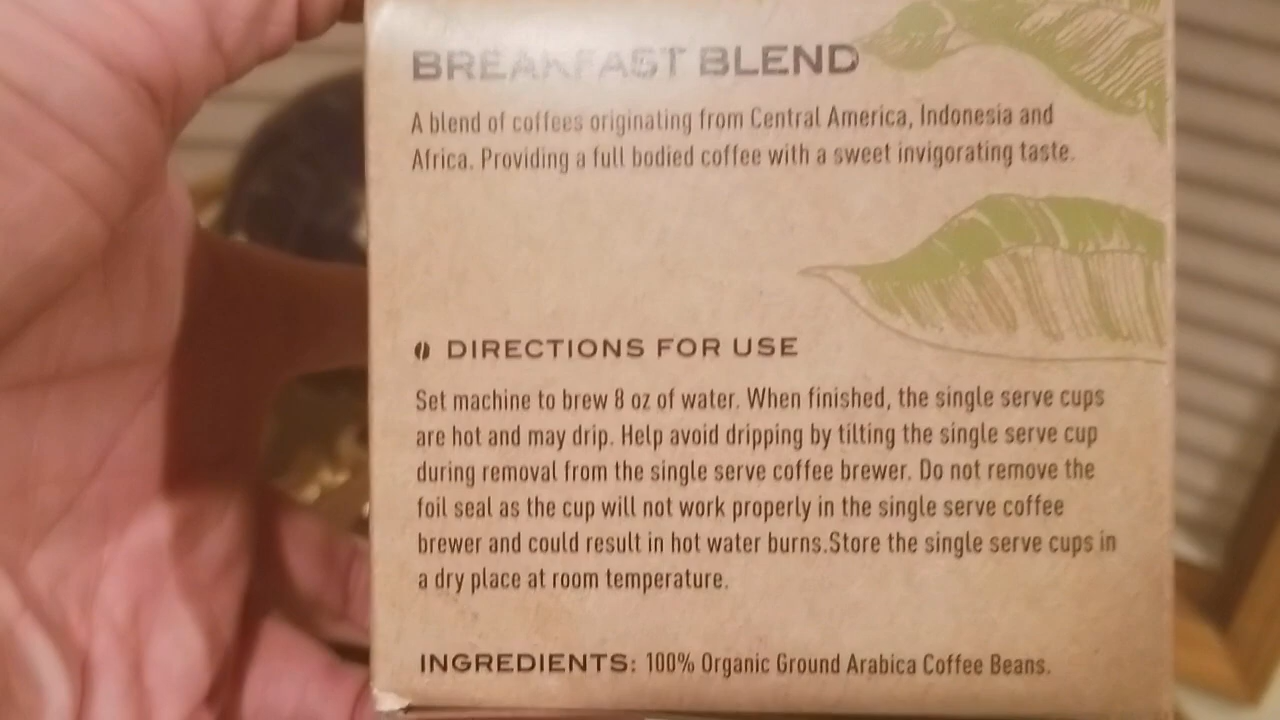 BREAKFAST BLEND
A blend of coffees originating from Central America, Indonesia and
Africa. Providing a full bodied coffee with a sweet invigorating taste.
DIRECTIONS FOR USE
Set machine to brew 8 oz of water. When finished, the single serve cups
are hot and may drip. Help avoid dripping by tilting the single serve cup
during removal from the single serve coffee brewer. Do not remove the
foil seal as the cup will not work properly in the single serve coffee
brewer and could result in hot water burns.Store the single serve cups in
a dry place at room temperature.
INGREDIENTS: 100% Organic Ground Arabica Coffee Beans.